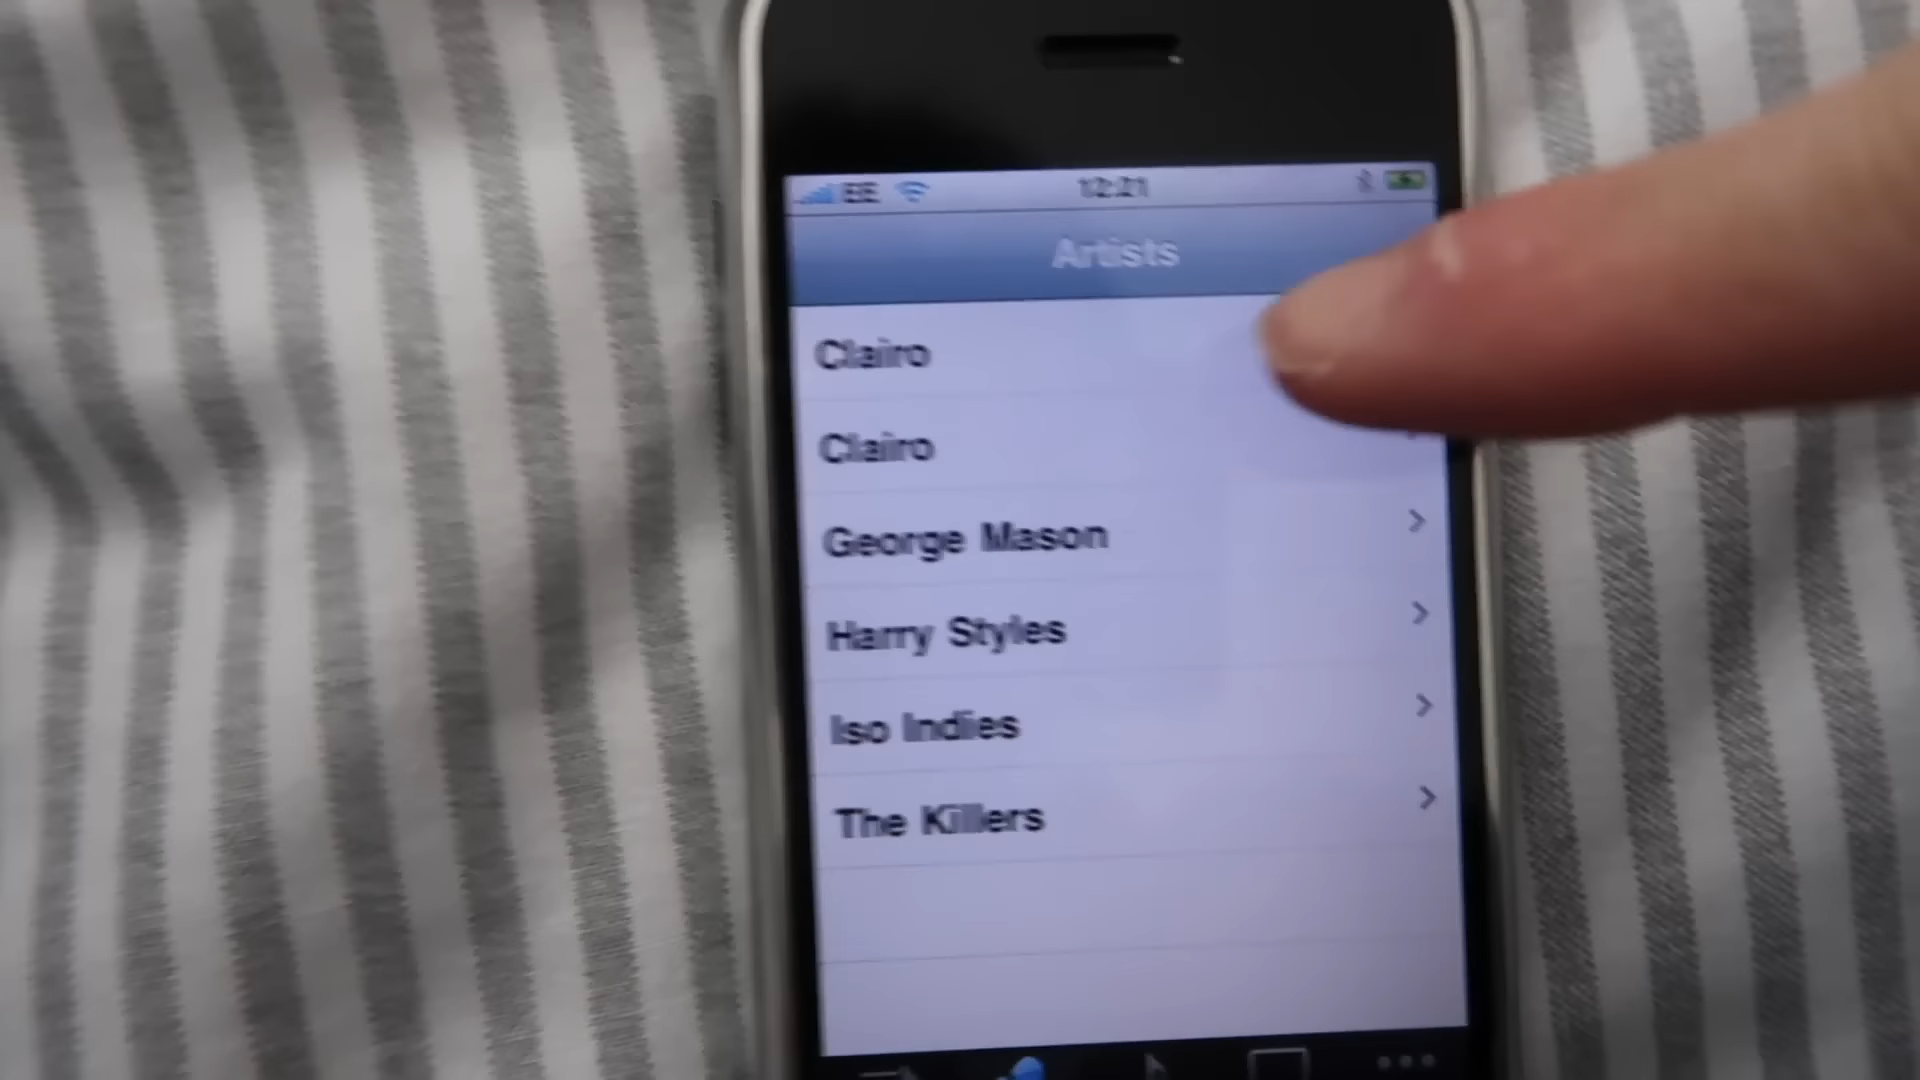 EE 12:21
Artists
Clairo
Clairo
George Mason
Harry Styles
Iso Indies
The Killers